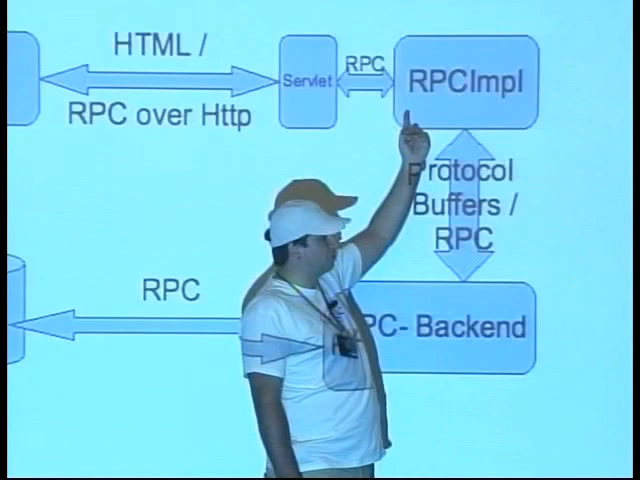 HTML /
RPC over Http
Servlet
RPC
RPCImpl
Protocol
Buffers /
RPC
RPC
PC- Backend